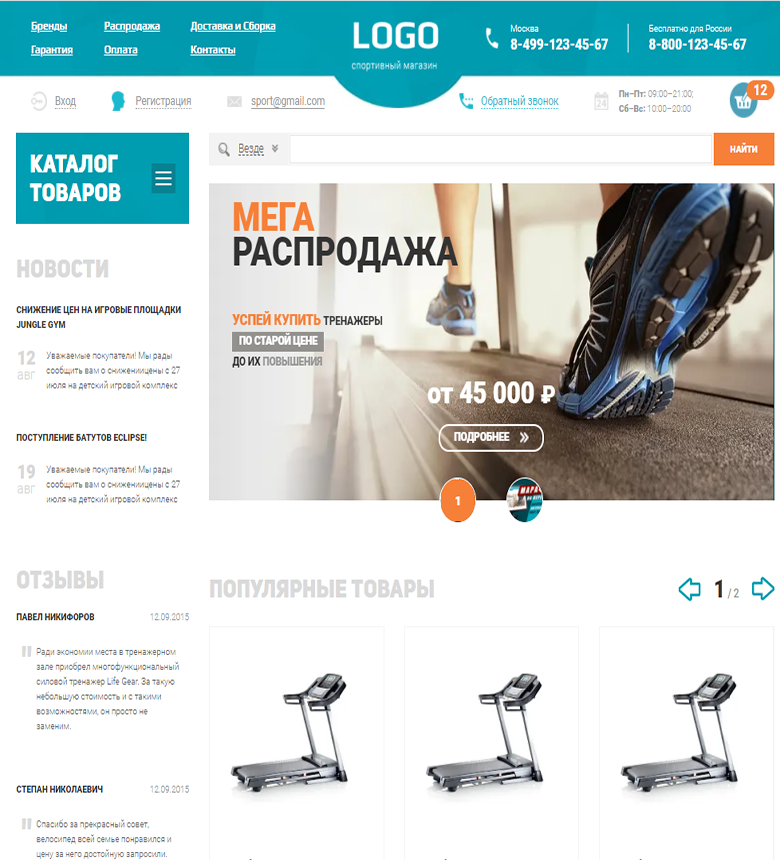 Бренды
Распродажа
Доставка и Сборка
Гарантия
Оплата
Контакты
LOGO
спортивный магазин
Москва
8-499-123-45-67
Бесплатно для России
8-800-123-45-67
Вход
Регистрация
sport@gmail.com
Обратный звонок
24
Пн-Пт: 09:00-21:00;
Сб-Вс: 10:00-20:00
12
КАТАЛОГ
ТОВАРОВ
Везде
НАЙТИ
МЕГА
РАСПРОДАЖА
УСПЕЙ КУПИТЬ ТРЕНАЖЕРЫ
ПО СТАРОЙ ЦЕНЕ
ДО ИХ ПОВЫШЕНИЯ
от 45 000 ₽
ПОДРОБНЕЕ »
1
НОВОСТИ
СНИЖЕНИЕ ЦЕН НА ИГРОВЫЕ ПЛОЩАДКИ
JUNGLE GYM
12
авг
Уважаемые покупатели! Мы рады
сообщить вам о снижениицены с 27
июля на детский игровой комплекс
ПОСТУПЛЕНИЕ БАТУТОВ ECLIPSE!
19
авг
Уважаемые покупатели! Мы рады
сообщить вам о снижениицены с 27
июля на детский игровой комплекс
ОТЗЫВЫ
ПАВЕЛ НИКИФОРОВ
12.09.2015
Ради экономии места в тренажерном
зале приобрел многофункциональный
силовой тренажер Life Gear. За такую
небольшую стоимость и с такими
возможностями, он просто не
заменим.
СТЕПАН НИКОЛАЕВИЧ
12.09.2015
Спасибо за прекрасный совет,
велосипед всей семье понравился и
цену за него достойную запросили.
ПОПУЛЯРНЫЕ ТОВАРЫ
1 / 2